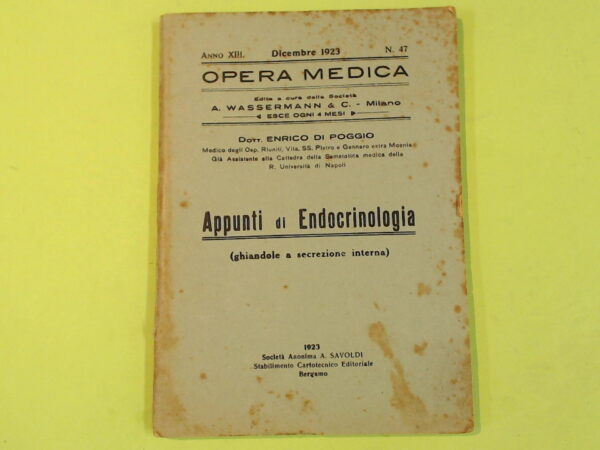 ANNO XIII. Dicembre 1923 N. 47
OPERA MEDICA
Edita a cura della Società
A. WASSERMANN & C. - Milano
ESCE OGNI 4 MESI
DOTT. ENRICO DI POGGIO
Medico degli Osp. Riuniti, Vita, SS. Pietro e Gennaro extra Moenia
Già Assistente alla Cattedra della Semeiotica medica della
R. Università di Napoli
Appunti di Endocrinologia
(ghiandole a secrezione interna)
1923
Società Anonima A. SAVOLDI
Stabilimento Cartotecnico Editoriale
Bergamo